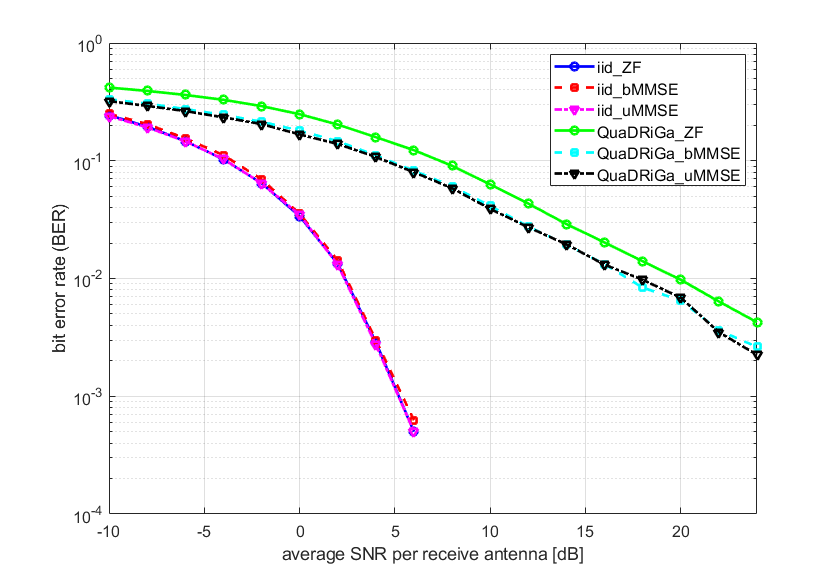 10^0
10^-1
10^-2
10^-3
10^-4
bit error rate (BER)
iid_ZF
iid_bMMSE
iid_uMMSE
QuaDRiGa_ZF
QuaDRiGa_bMMSE
QuaDRiGa_uMMSE
-10 -5 0 5 10 15 20
average SNR per receive antenna [dB]